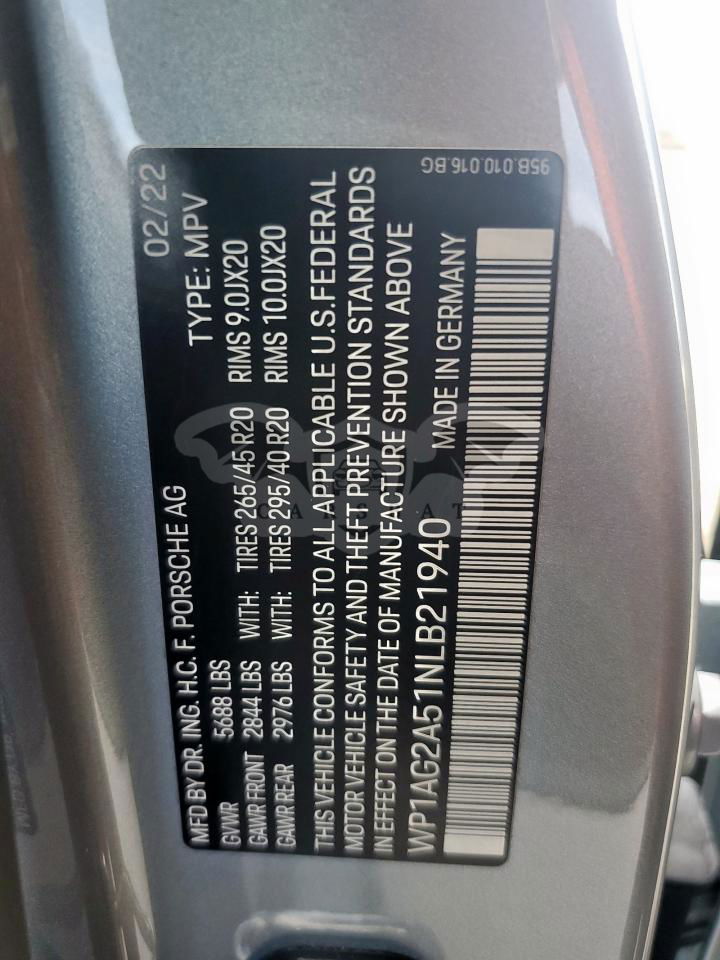 MFD BY DR. ING. H.C. F. PORSCHE AG 02/22
GVWR 5688 LBS TYPE: MPV
GAWR FRONT 2844 LBS WITH: TIRES 265/45 R20 RIMS 9.0JX20
GAWR REAR 2976 LBS WITH: TIRES 295/40 R20 RIMS 10.0JX20
THIS VEHICLE CONFORMS TO ALL APPLICABLE U.S.FEDERAL
MOTOR VEHICLE SAFETY AND THEFT PREVENTION STANDARDS
IN EFFECT ON THE DATE OF MANUFACTURE SHOWN ABOVE
WP1AG2A51NLB21940 MADE IN GERMANY
95B.010.016.BG